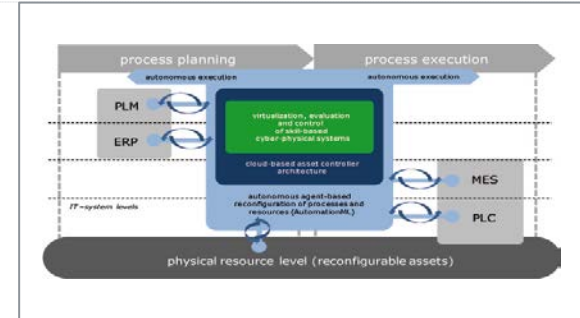 process planning
process execution
autonomous execution
autonomous execution
PLM
ERP
virtualization, evaluation
and control
of skill-based
cyber-physical systems
cloud-based asset controller
architecture
autonomous agent-based
reconfiguration of processes and
resources (AutomationML)
MES
PLC
IT-system levels
physical resource level (reconfigurable assets)